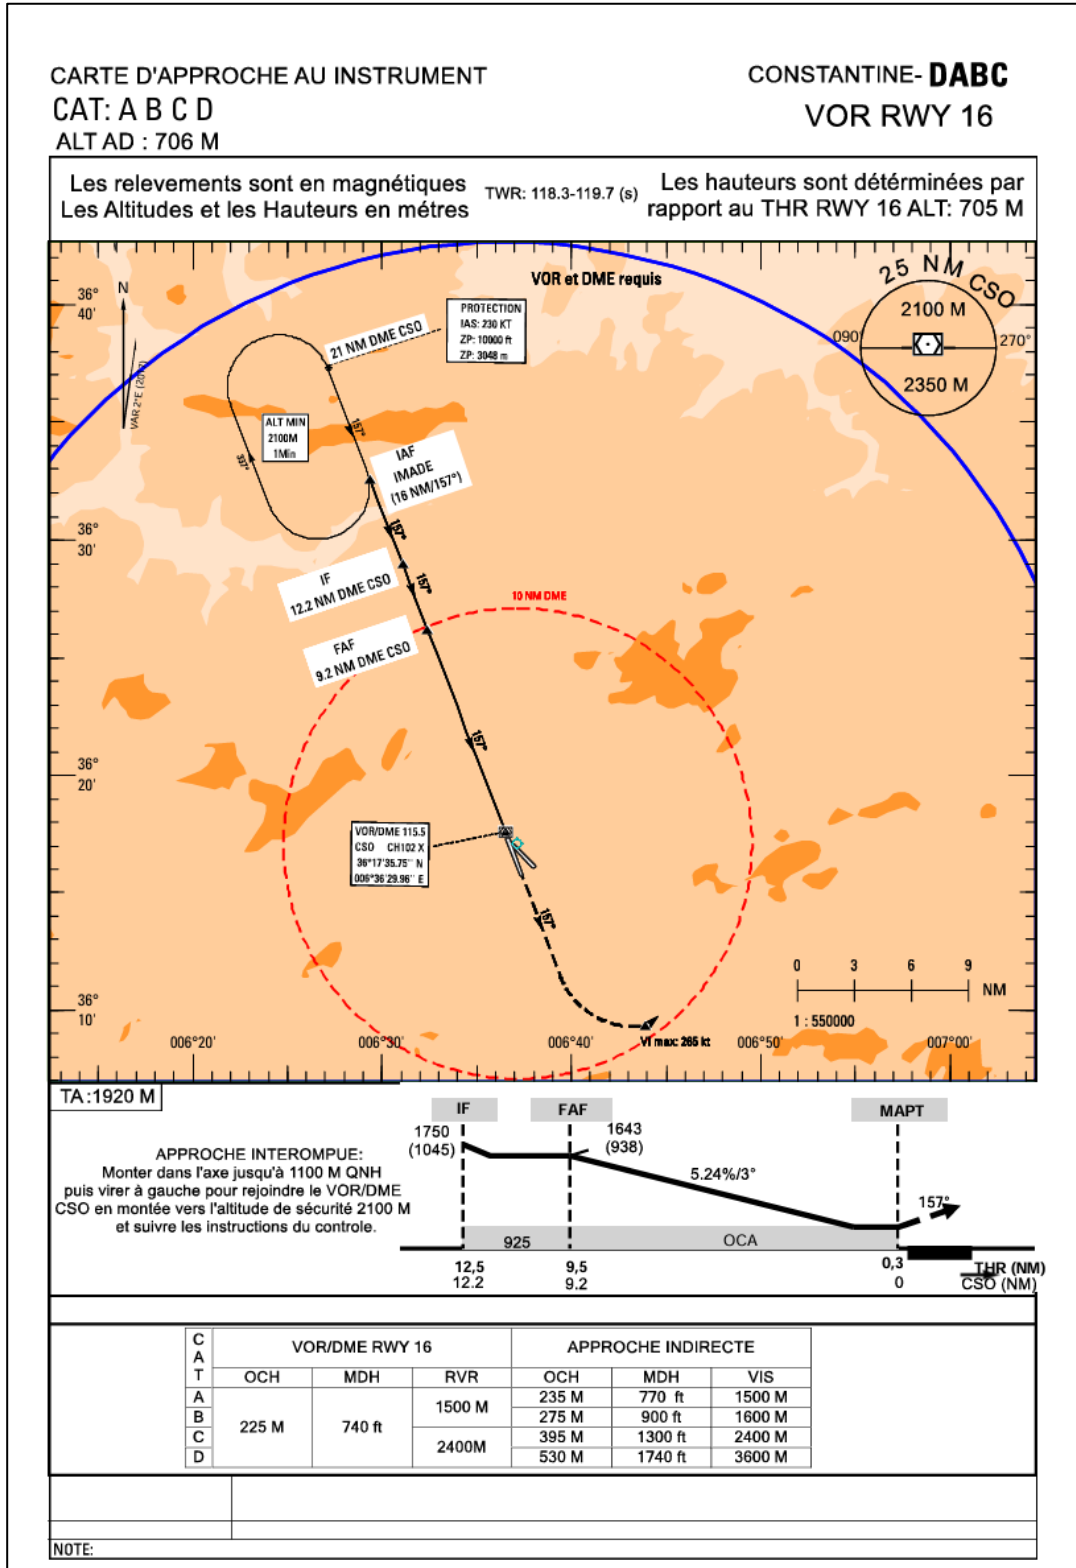 CARTE D'APPROCHE AU INSTRUMENT
CAT: A B C D
ALT AD : 706 M
CONSTANTINE- DABC
VOR RWY 16
Les relevements sont en magnétiques
Les Altitudes et les Hauteurs en métres
TWR: 118.3-119.7 (s)
Les hauteurs sont détérminées par
rapport au THR RWY 16 ALT: 705 M
VOR et DME requis
25 NM CSO
2100 M
090°
270°
2350 M
36°
40'
N
VAR 2°E
PROTECTION
IAS: 230 KT
ZP: 10000 ft
ZP: 3048 m
21 NM DME CSO
ALT MIN
2100M
1Min
157°
337°
IAF
IMADE
(16 NM/157°)
36°
30'
157°
IF
12.2 NM DME CSO
157°
10 NM DME
FAF
9.2 NM DME CSO
157°
36°
20'
VOR/DME 115.5
CSO CH102 X
36°17'35.75'' N
006°36'29.96'' E
157°
0 3 6 9
NM
1 : 550000
36°
10'
VI max: 265 kt
006°20' 006°30' 006°40' 006°50' 007°00'
TA :1920 M
APPROCHE INTEROMPUE:
Monter dans l'axe jusqu'à 1100 M QNH
puis virer à gauche pour rejoindre le VOR/DME
CSO en montée vers l'altitude de sécurité 2100 M
et suivre les instructions du controle.
IF FAF MAPT
1750
(1045)
1643
(938)
5.24%/3°
157°
925
OCA
12,5 9,5 0,3 THR (NM)
12.2 9.2 0 CSO (NM)
CAT
VOR/DME RWY 16 APPROCHE INDIRECTE
OCH MDH RVR OCH MDH VIS
A 225 M 740 ft 1500 M 235 M 770 ft 1500 M
B 275 M 900 ft 1600 M
C 2400M 395 M 1300 ft 2400 M
D 530 M 1740 ft 3600 M
NOTE: